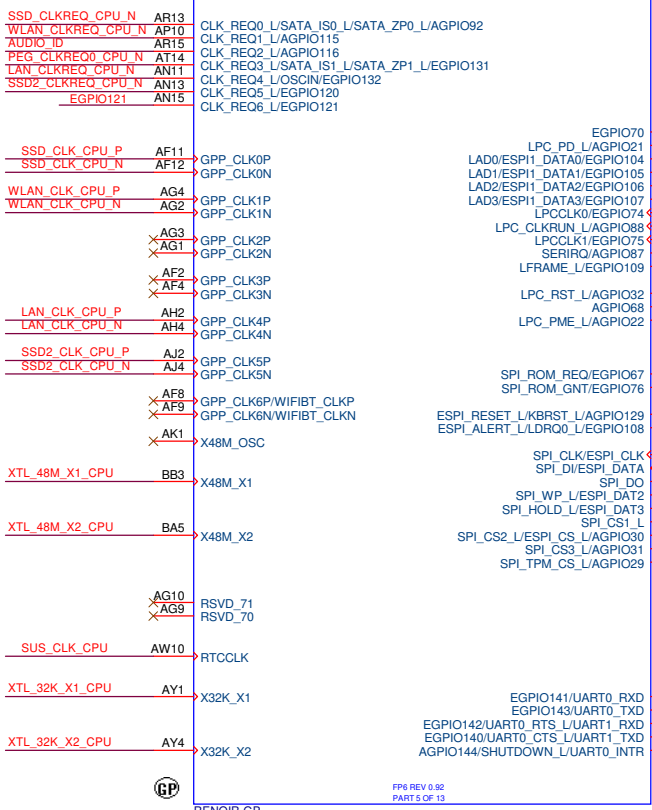 SSD_CLKREQ_CPU_N AR13 CLK_REQ0_L/SATA_IS0_L/SATA_ZP0_L/AGPIO92
WLAN_CLKREQ_CPU_N AP10 CLK_REQ1_L/AGPIO115
AUDIO_ID AR15 CLK_REQ2_L/AGPIO116
PEG_CLKREQ0_CPU_N AT14 CLK_REQ3_L/SATA_IS1_L/SATA_ZP1_L/EGPIO131
LAN_CLKREQ_CPU_N AN11 CLK_REQ4_L/OSCIN/EGPIO132
SSD2_CLKREQ_CPU_N AN13 CLK_REQ5_L/EGPIO120
EGPIO121 AN15 CLK_REQ6_L/EGPIO121
EGPIO70
LPC_PD_L/AGPIO21
SSD_CLK_CPU_P AF11 GPP_CLK0P LAD0/ESPI1_DATA0/EGPIO104
SSD_CLK_CPU_N AF12 GPP_CLK0N LAD1/ESPI1_DATA1/EGPIO105
LAD2/ESPI1_DATA2/EGPIO106
WLAN_CLK_CPU_P AG4 GPP_CLK1P LAD3/ESPI1_DATA3/EGPIO107
WLAN_CLK_CPU_N AG2 GPP_CLK1N LPCCLK0/EGPIO74
LPC_CLKRUN_L/AGPIO88
AG3 GPP_CLK2P LPCCLK1/EGPIO75
AG1 GPP_CLK2N SERIRQ/AGPIO87
LFRAME_L/EGPIO109
AF2 GPP_CLK3P
AF4 GPP_CLK3N LPC_RST_L/AGPIO32
AGPIO68
LAN_CLK_CPU_P AH2 GPP_CLK4P LPC_PME_L/AGPIO22
LAN_CLK_CPU_N AH4 GPP_CLK4N
SSD2_CLK_CPU_P AJ2 GPP_CLK5P
SSD2_CLK_CPU_N AJ4 GPP_CLK5N SPI_ROM_REQ/EGPIO67
SPI_ROM_GNT/EGPIO76
AF8 GPP_CLK6P/WIFIBT_CLKP
AF9 GPP_CLK6N/WIFIBT_CLKN ESPI_RESET_L/KBRST_L/AGPIO129
ESPI_ALERT_L/LDRQ0_L/EGPIO108
AK1 X48M_OSC
SPI_CLK/ESPI_CLK
SPI_DI/ESPI_DATA
XTL_48M_X1_CPU BB3 X48M_X1 SPI_DO
SPI_WP_L/ESPI_DAT2
SPI_HOLD_L/ESPI_DAT3
SPI_CS1_L
XTL_48M_X2_CPU BA5 X48M_X2 SPI_CS2_L/ESPI_CS_L/AGPIO30
SPI_CS3_L/AGPIO31
SPI_TPM_CS_L/AGPIO29
AG10 RSVD_71
AG9 RSVD_70
SUS_CLK_CPU AW10 RTCCLK
XTL_32K_X1_CPU AY1 X32K_X1 EGPIO141/UART0_RXD
EGPIO143/UART0_TXD
EGPIO142/UART0_RTS_L/UART1_RXD
EGPIO140/UART0_CTS_L/UART1_TXD
XTL_32K_X2_CPU AY4 X32K_X2 AGPIO144/SHUTDOWN_L/UART0_INTR
GP
FP6 REV 0.92
PART 5 OF 13
RENOIR GP